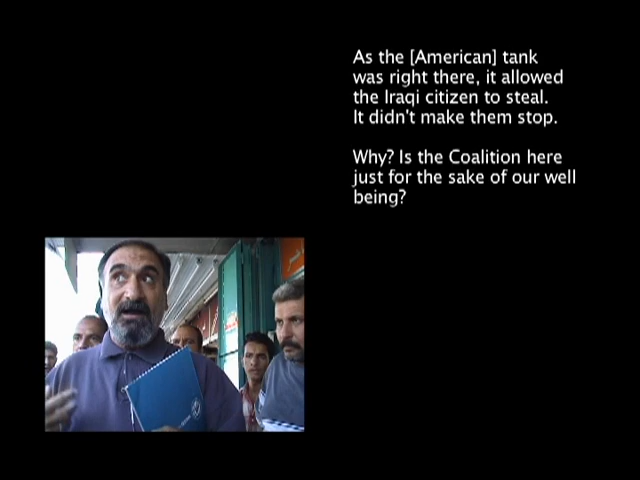 As the [American] tank
was right there, it allowed
the Iraqi citizen to steal.
It didn't make them stop.
Why? Is the Coalition here
just for the sake of our well
being?